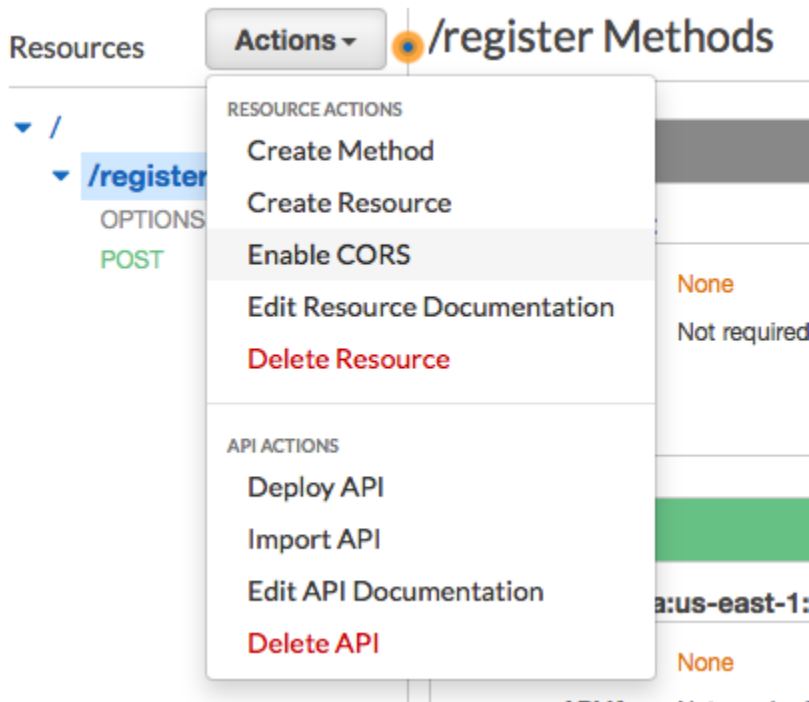 Resources
Actions
/register Methods
/
/register
OPTIONS
POST
RESOURCE ACTIONS
Create Method
Create Resource
Enable CORS
Edit Resource Documentation
Delete Resource
API ACTIONS
Deploy API
Import API
Edit API Documentation
Delete API
None
Not required
a:us-east-1:
None